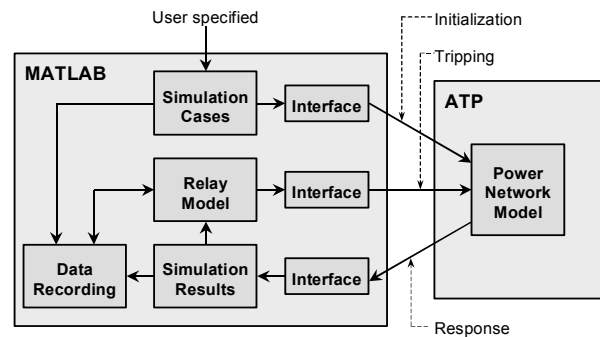 User specified
Initialization
Tripping
MATLAB
ATP
Simulation
Cases
Interface
Relay
Model
Interface
Power
Network
Model
Data
Recording
Simulation
Results
Interface
Response